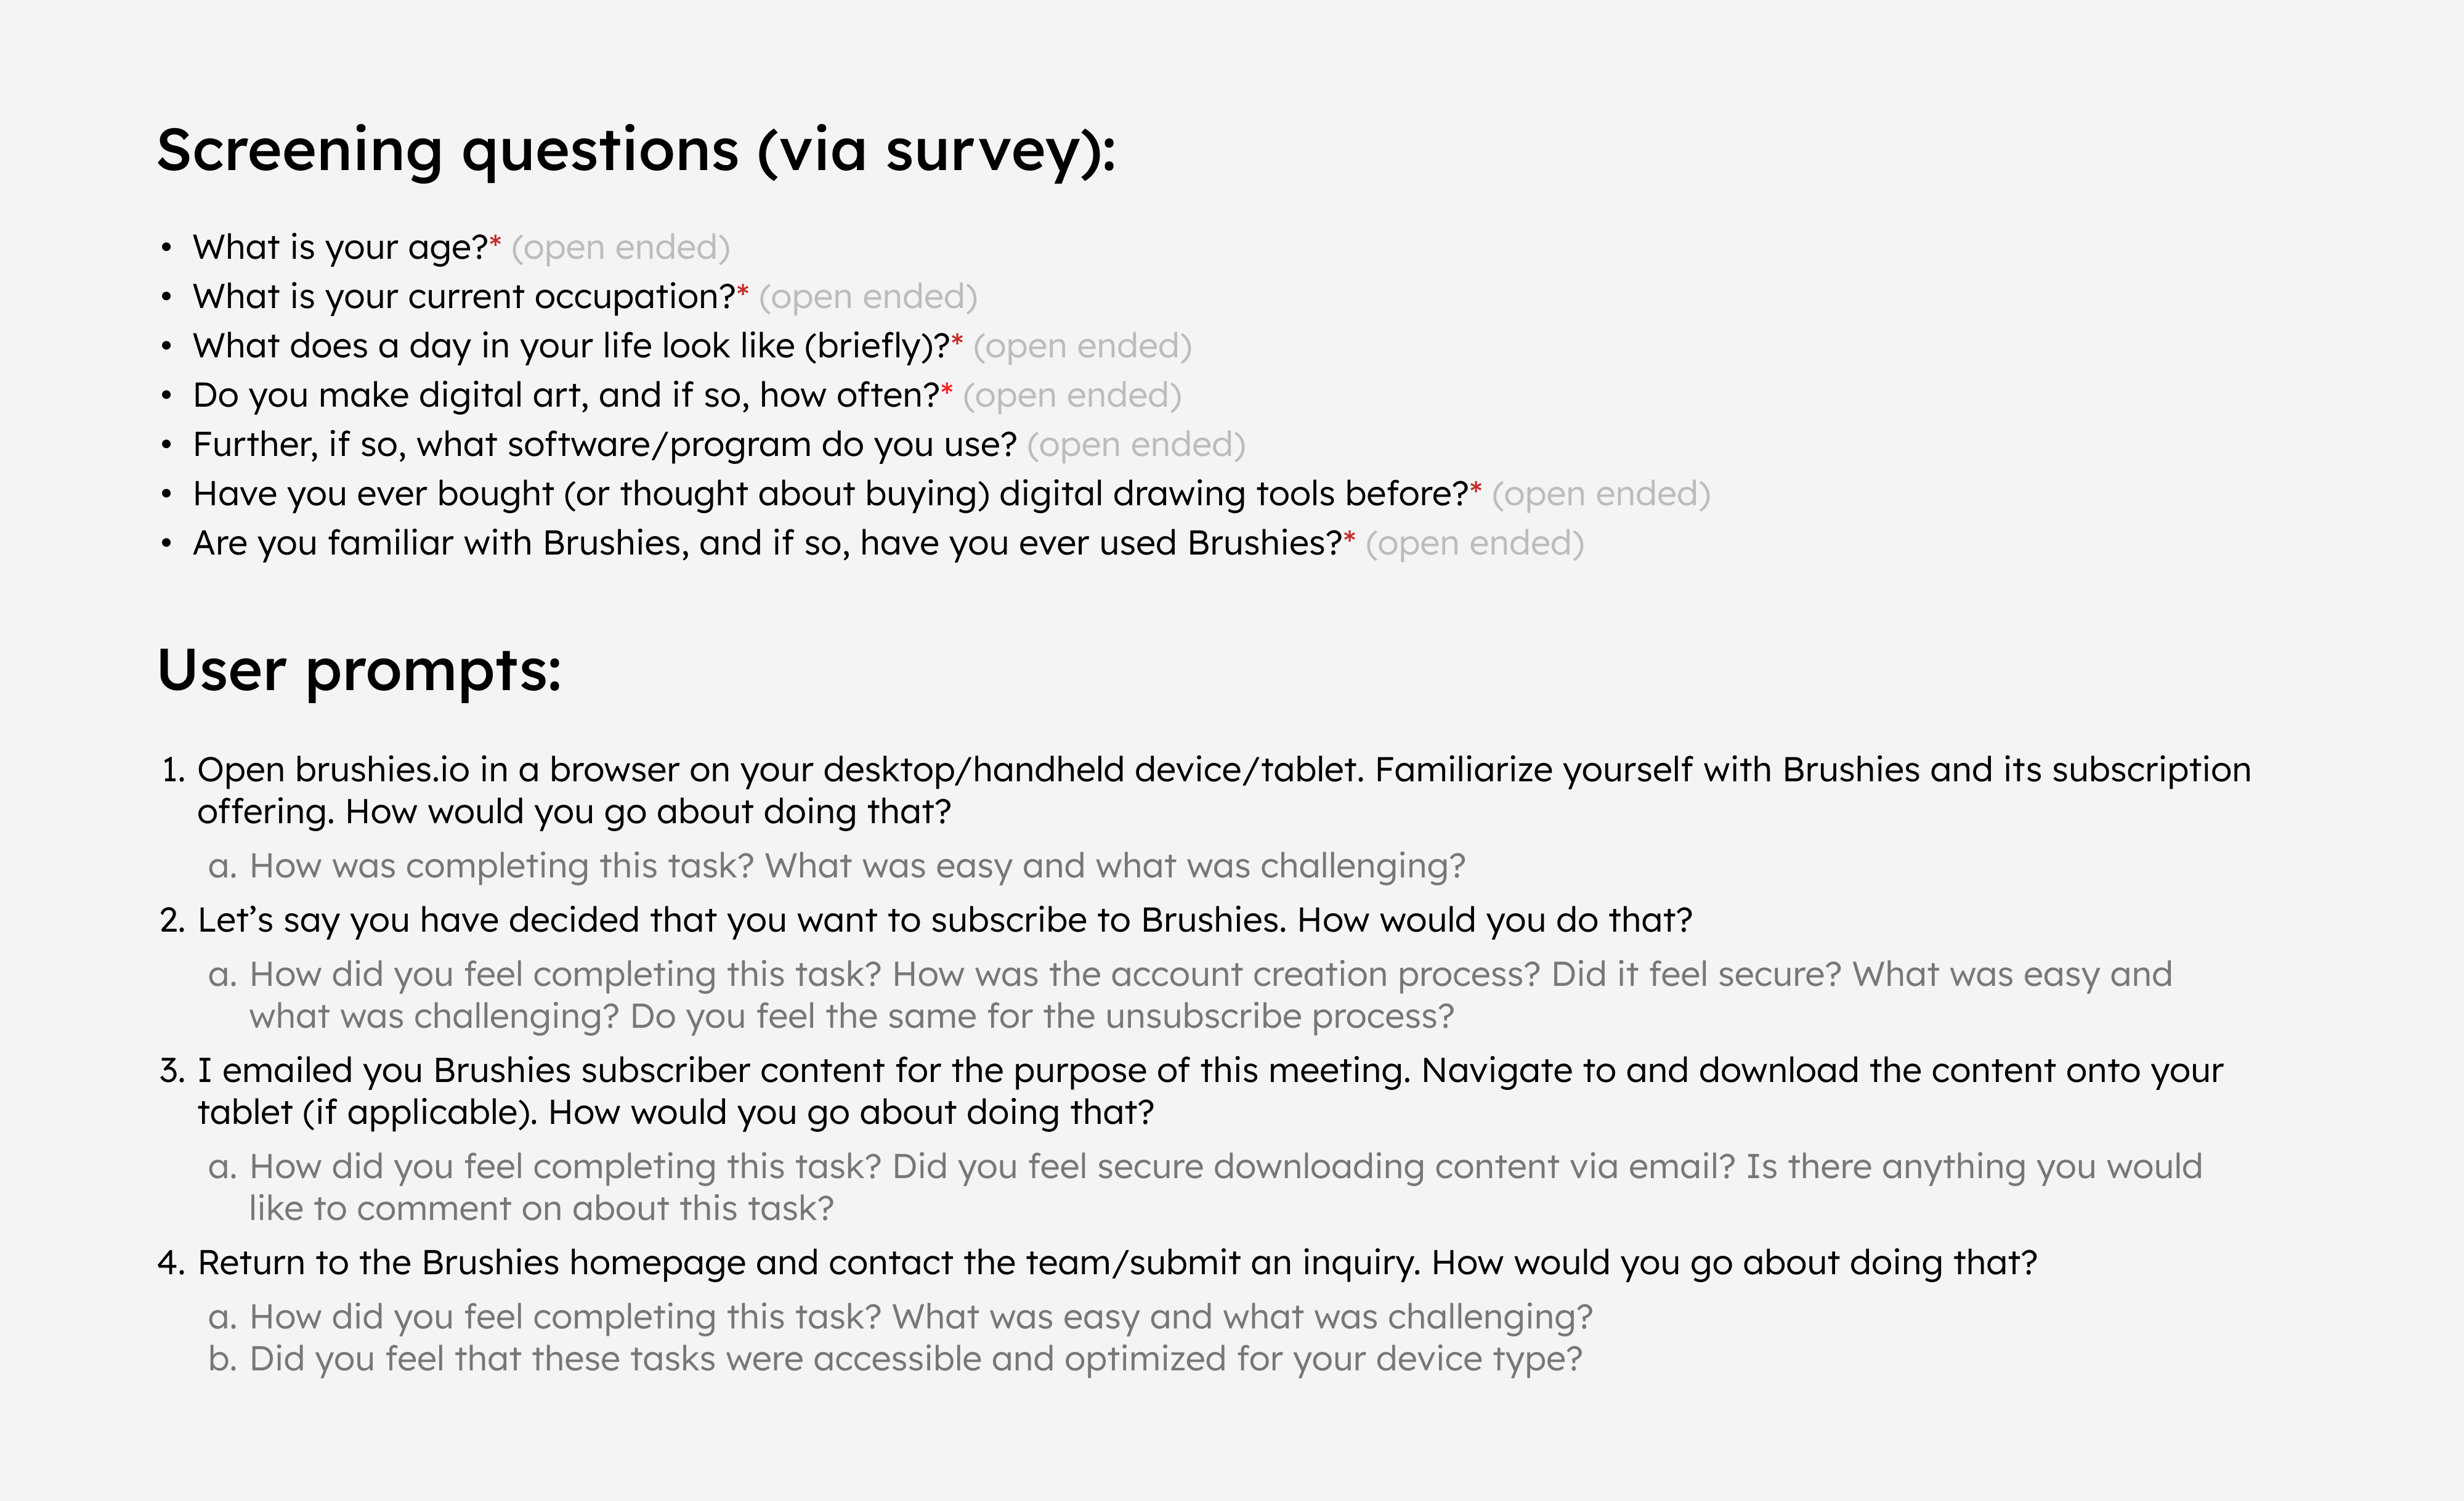 Screening questions (via survey):
• What is your age?* (open ended)
• What is your current occupation?* (open ended)
• What does a day in your life look like (briefly)?* (open ended)
• Do you make digital art, and if so, how often?* (open ended)
• Further, if so, what software/program do you use? (open ended)
• Have you ever bought (or thought about buying) digital drawing tools before?* (open ended)
• Are you familiar with Brushies, and if so, have you ever used Brushies?* (open ended)
User prompts:
1. Open brushies.io in a browser on your desktop/handheld device/tablet. Familiarize yourself with Brushies and its subscription
offering. How would you go about doing that?
a. How was completing this task? What was easy and what was challenging?
2. Let’s say you have decided that you want to subscribe to Brushies. How would you do that?
a. How did you feel completing this task? How was the account creation process? Did it feel secure? What was easy and
what was challenging? Do you feel the same for the unsubscribe process?
3. I emailed you Brushies subscriber content for the purpose of this meeting. Navigate to and download the content onto your
tablet (if applicable). How would you go about doing that?
a. How did you feel completing this task? Did you feel secure downloading content via email? Is there anything you would
like to comment on about this task?
4. Return to the Brushies homepage and contact the team/submit an inquiry. How would you go about doing that?
a. How did you feel completing this task? What was easy and what was challenging?
b. Did you feel that these tasks were accessible and optimized for your device type?